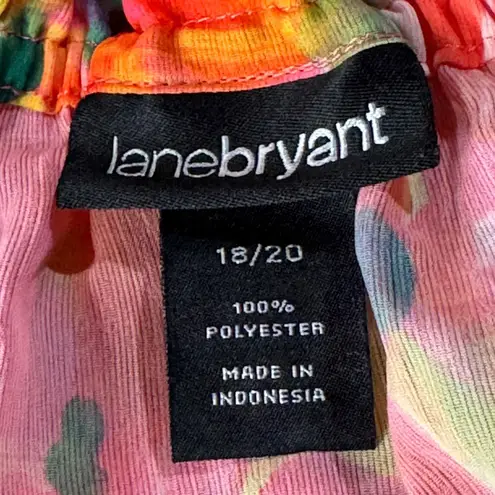 lanebryant
18/20
100%
POLYESTER
MADE IN
INDONESIA